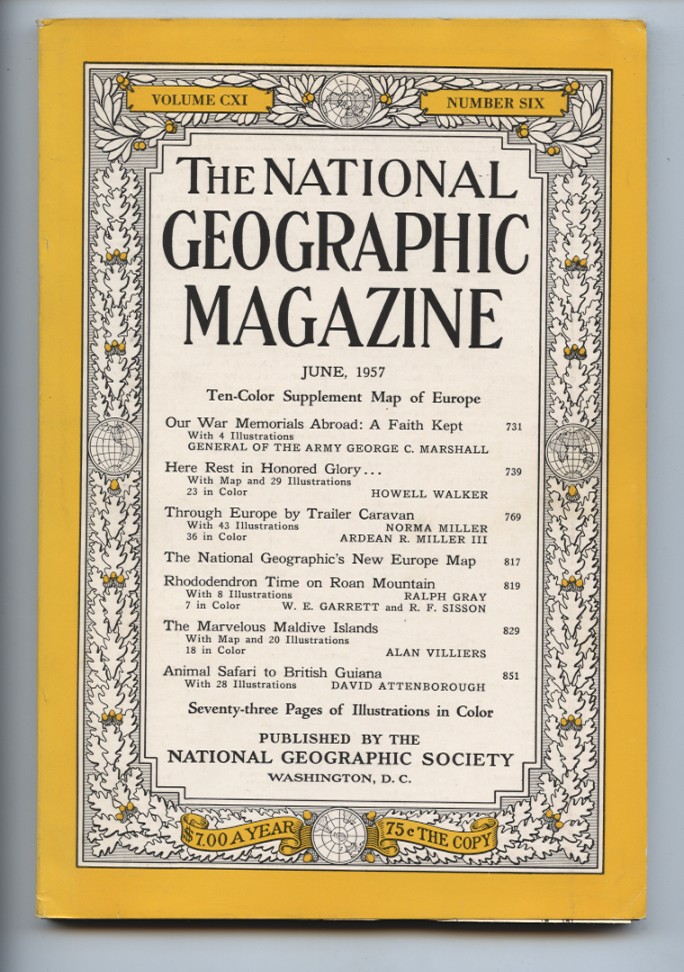 VOLUME CXI
NUMBER SIX
THE NATIONAL
GEOGRAPHIC
MAGAZINE
JUNE, 1957
Ten-Color Supplement Map of Europe
Our War Memorials Abroad: A Faith Kept 731
With 4 Illustrations
GENERAL OF THE ARMY GEORGE C. MARSHALL
Here Rest in Honored Glory... 739
With Map and 29 Illustrations
23 in Color HOWELL WALKER
Through Europe by Trailer Caravan 769
With 43 Illustrations NORMA MILLER
36 in Color ARDEAN R. MILLER III
The National Geographic's New Europe Map 817
Rhododendron Time on Roan Mountain 819
With 8 Illustrations RALPH GRAY
7 in Color W. E. GARRETT and R. F. SISSON
The Marvelous Maldive Islands 829
With Map and 20 Illustrations
18 in Color ALAN VILLIERS
Animal Safari to British Guiana 851
With 28 Illustrations DAVID ATTENBOROUGH
Seventy-three Pages of Illustrations in Color
PUBLISHED BY THE
NATIONAL GEOGRAPHIC SOCIETY
WASHINGTON, D. C.
$7.00 A YEAR
75c THE COPY